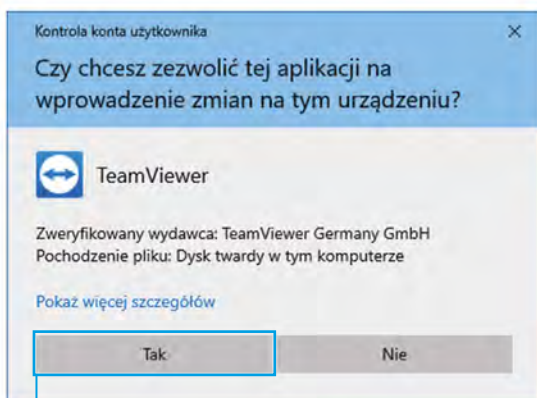 Kontrola konta użytkownika
Czy chcesz zezwolić tej aplikacji na
wprowadzenie zmian na tym urządzeniu?
TeamViewer
Zweryfikowany wydawca: TeamViewer Germany GmbH
Pochodzenie pliku: Dysk twardy w tym komputerze
Pokaż więcej szczegółów
Tak Nie